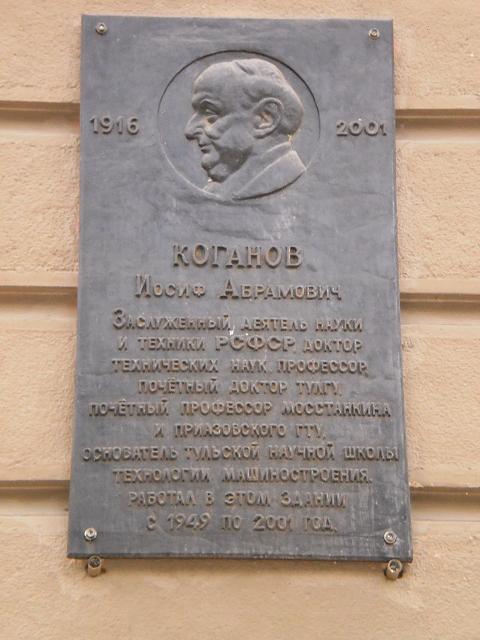 1916 2001
КОГАНОВ
ИОСИФ АБРАМОВИЧ
ЗАСЛУЖЕННЫЙ ДЕЯТЕЛЬ НАУКИ
И ТЕХНИКИ РСФСР, ДОКТОР
ТЕХНИЧЕСКИХ НАУК, ПРОФЕССОР,
ПОЧЁТНЫЙ ДОКТОР ТУЛГУ,
ПОЧЁТНЫЙ ПРОФЕССОР МОССТАНКИНА
И ПРИАЗОВСКОГО ГТУ,
ОСНОВАТЕЛЬ ТУЛЬСКОЙ НАУЧНОЙ ШКОЛЫ
ТЕХНОЛОГИИ МАШИНОСТРОЕНИЯ.
РАБОТАЛ В ЭТОМ ЗДАНИИ
С 1949 ПО 2001 ГОД.